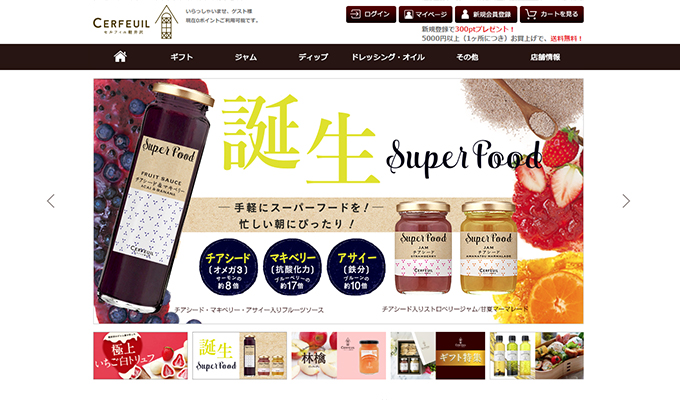 CERFEUIL
セルフィユ軽井沢
いらっしゃいませ、ゲスト様
現在0ポイントご利用可能です。
ログイン
マイページ
新規会員登録
カートを見る
新規登録で300ptプレゼント！
5000円以上（1ヶ所につき）お買上げで、送料無料！
ギフト
ジャム
ディップ
ドレッシング・オイル
その他
店舗情報
Super Food
FRUIT SAUCE
チアシード&マキベリー
ACAI & BANANA
CERFEUIL
誕生
Super Food
手軽にスーパーフードを！
忙しい朝にぴったり！
チアシード
（オメガ3）
サーモンの
約8倍
マキベリー
（抗酸化力）
ブルーベリーの
約17倍
アサイー
（鉄分）
プルーンの
約10倍
Super Food
JAM
チアシード
STRAWBERRY
CERFEUIL
Super Food
JAM
チアシード
AMANATSU MARMALADE
CERFEUIL
チアシード・マキベリー・アサイー入りフルーツソース
チアシード入りストロベリージャム/甘夏マーマレード
極上
いちご白トリュフ
誕生
Super Food
林檎
CERFEUIL
ギフト特集